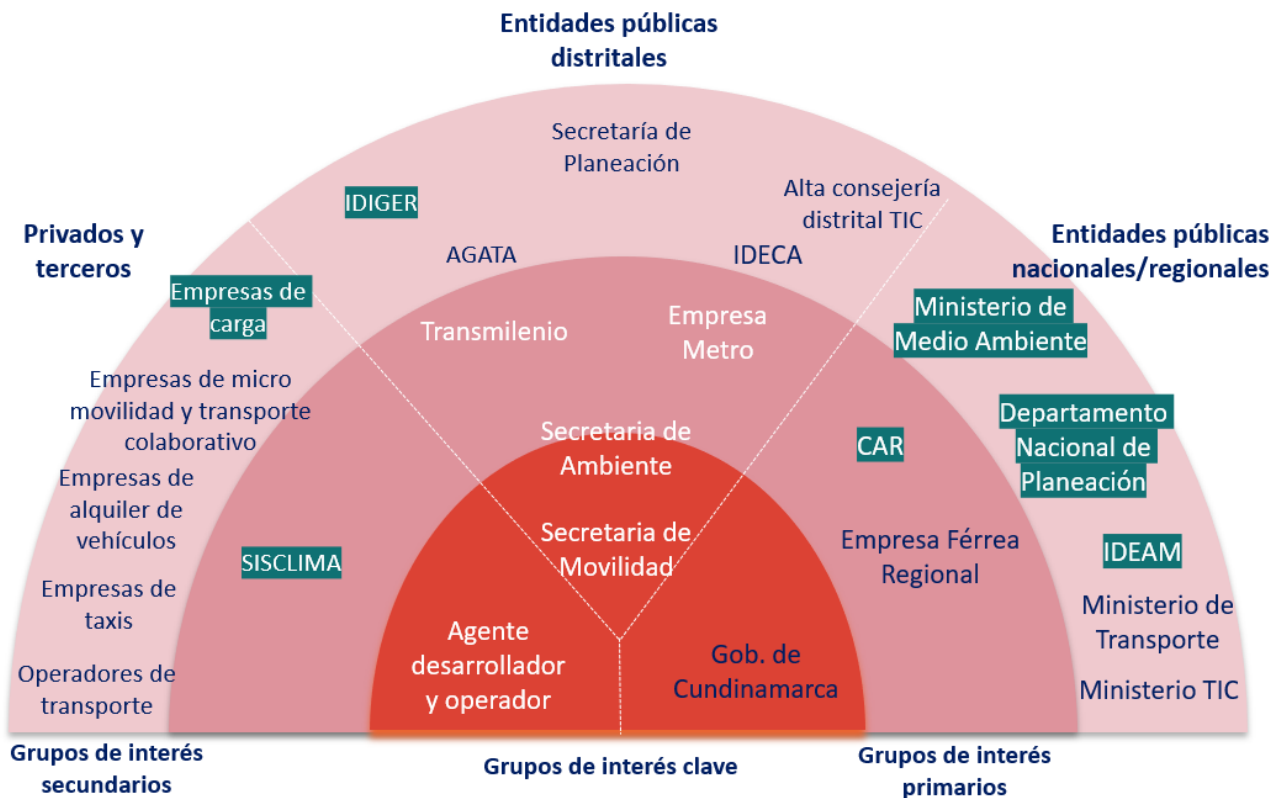 Entidades públicas
distritales
Secretaría de
Planeación
IDIGER
Alta consejería
distrital TIC
AGATA
IDECA
Privados y
terceros
Entidades públicas
nacionales/regionales
Empresas de
carga
Transmilenio
Empresa
Metro
Ministerio de
Medio Ambiente
Empresas de micro
movilidad y transporte
colaborativo
Secretaria de
Ambiente
CAR
Departamento
Nacional de
Planeación
Empresas de
alquiler de
vehículos
SISCLIMA
Secretaria de
Movilidad
Empresa Férrea
Regional
IDEAM
Empresas de
taxis
Agente
desarrollador
y operador
Gob. de
Cundinamarca
Ministerio de
Transporte
Operadores de
transporte
Ministerio TIC
Grupos de interés
secundarios
Grupos de interés clave
Grupos de interés
primarios